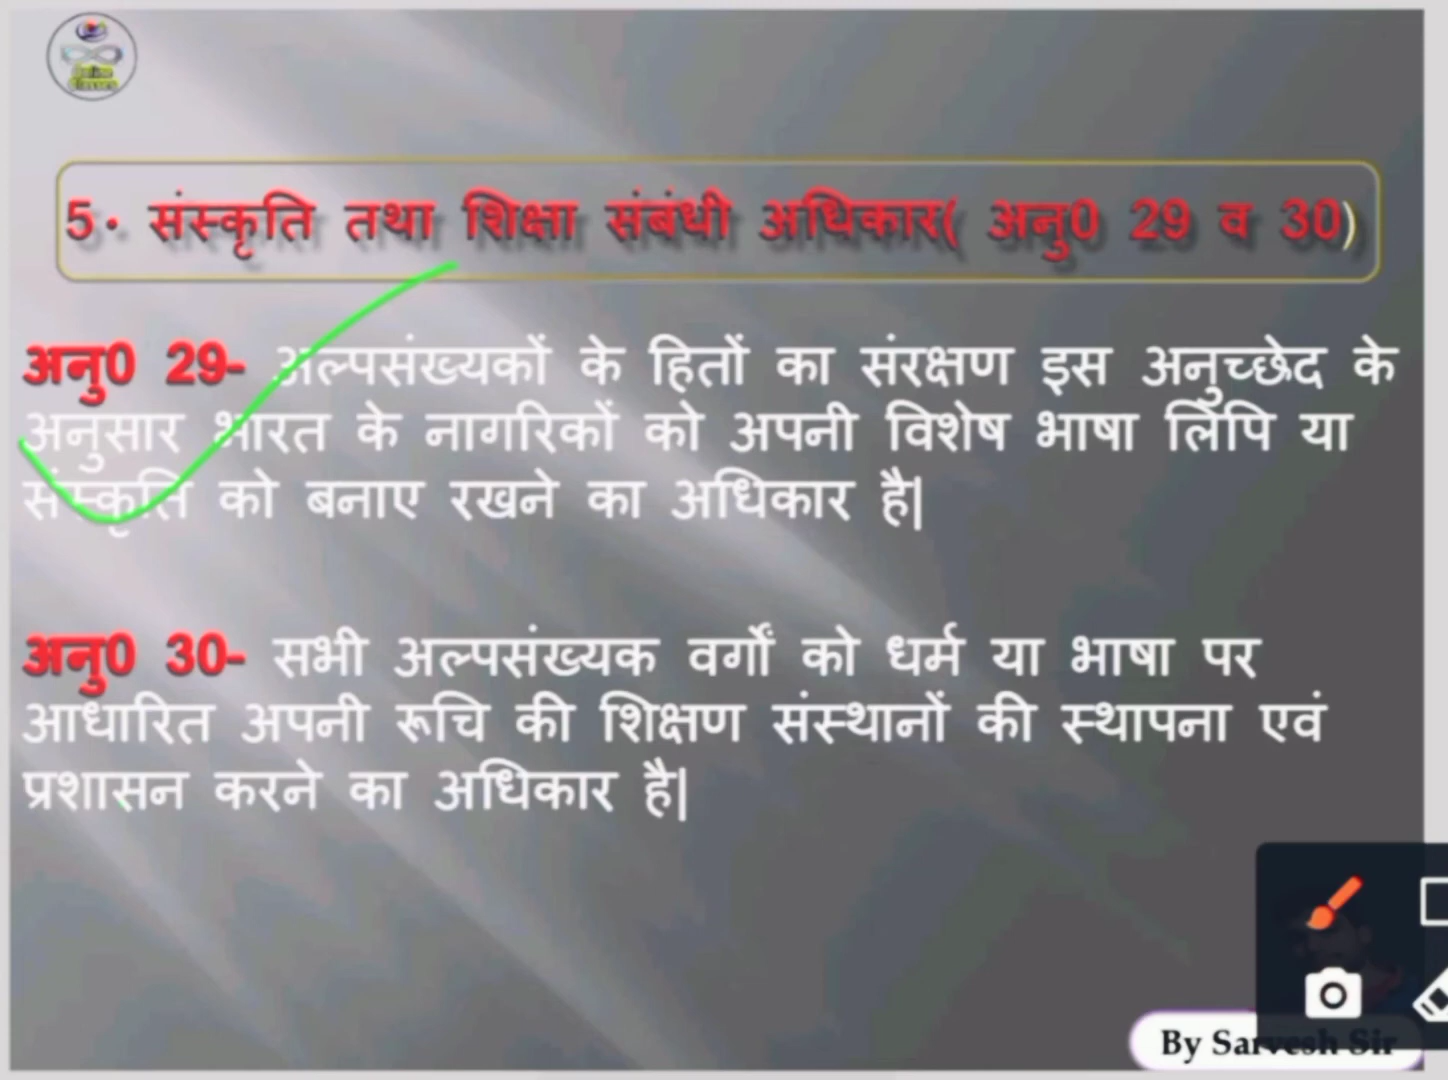 Online
Classes
5. संस्कृति तथा शिक्षा संबंधी अधिकार( अनु0 29 व 30)
अनु0 29- अल्पसंख्यकों के हितों का संरक्षण इस अनुच्छेद के
अनुसार भारत के नागरिकों को अपनी विशेष भाषा लिपि या
संस्कृति को बनाए रखने का अधिकार है|
अनु0 30- सभी अल्पसंख्यक वर्गों को धर्म या भाषा पर
आधारित अपनी रूचि की शिक्षण संस्थानों की स्थापना एवं
प्रशासन करने का अधिकार है|
By Sarvesh Sir